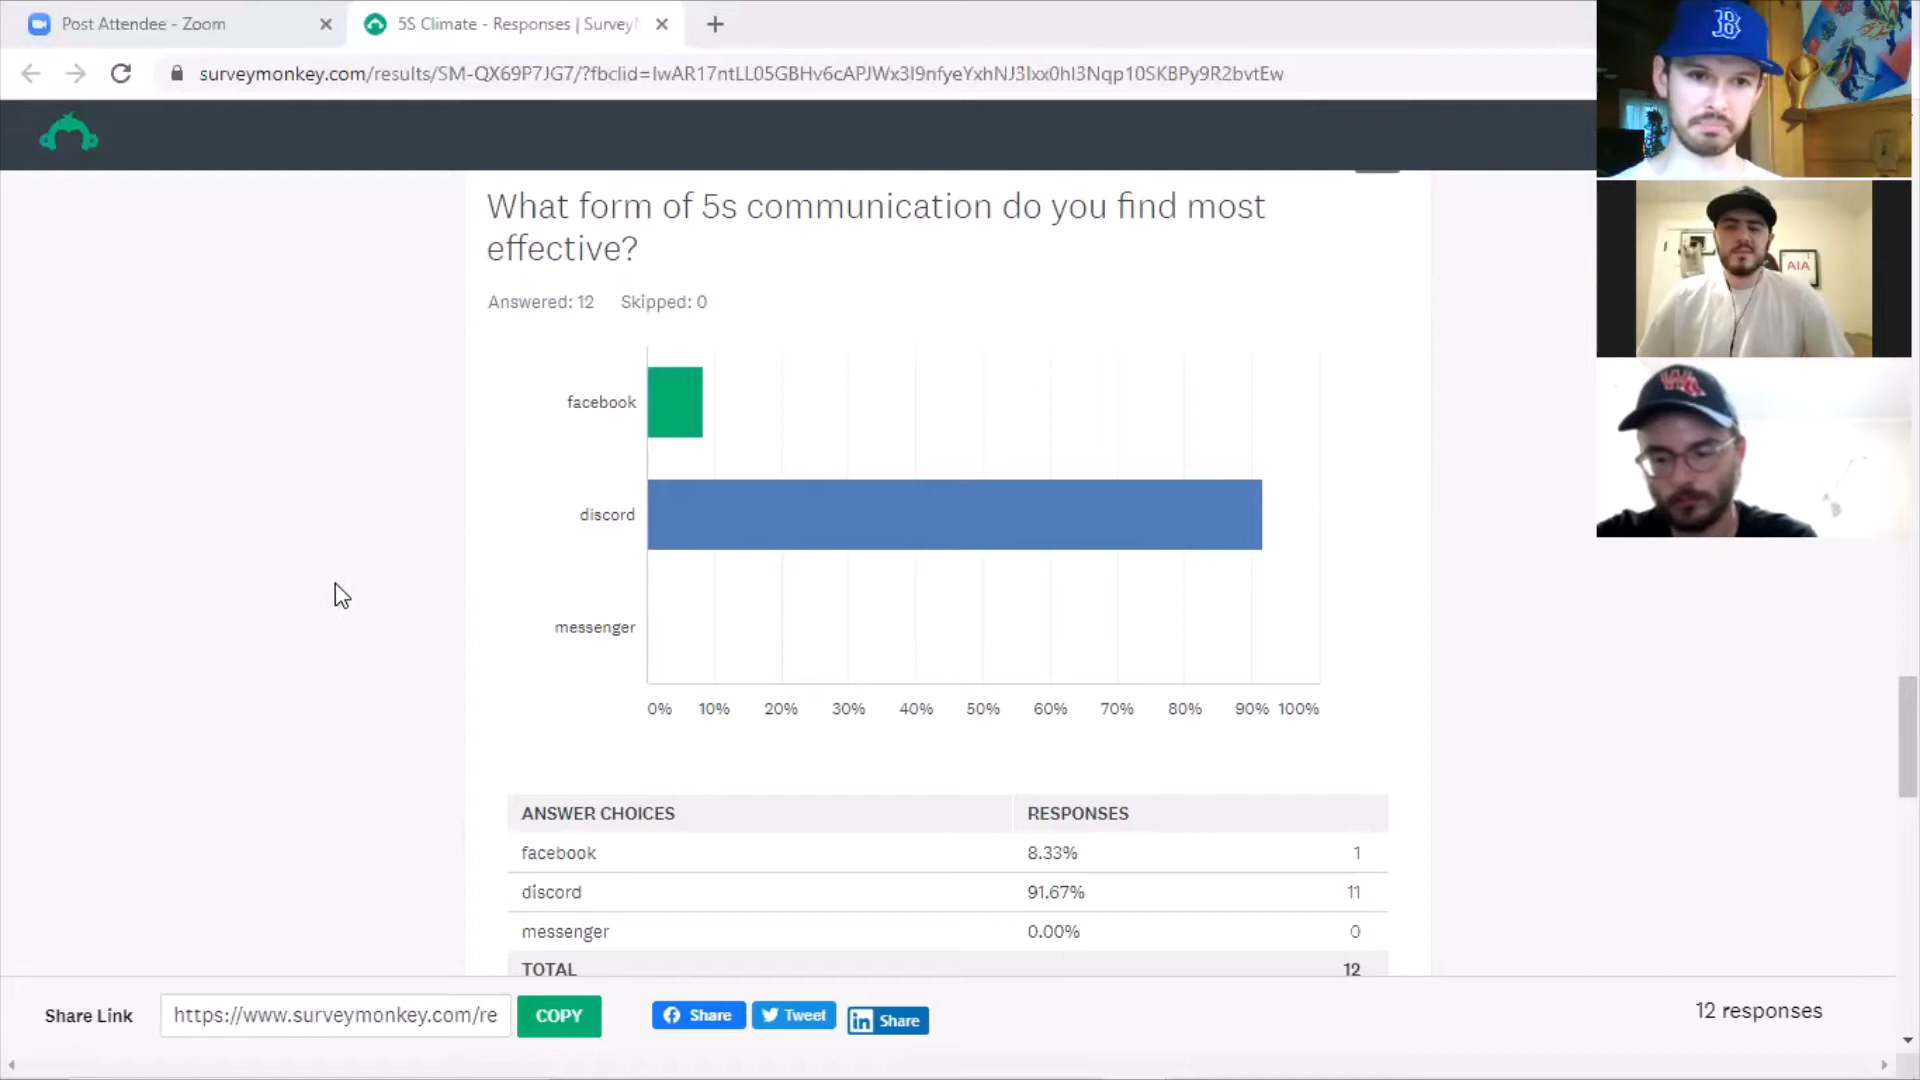 Post Attendee - Zoom
5S Climate - Responses | Survey
surveymonkey.com/results/SM-QX69P7JG7/?fbclid=IwAR17ntLL05GBHv6cAPJWx3I9nfyeYxhNJ3Ixx0hI3Nqp10SKBPy9R2bvtEw
B
AIA
What form of 5s communication do you find most
effective?
Answered: 12 Skipped: 0
facebook
discord
messenger
0% 10% 20% 30% 40% 50% 60% 70% 80% 90% 100%
ANSWER CHOICES RESPONSES
facebook 8.33% 1
discord 91.67% 11
messenger 0.00% 0
TOTAL 12
Share Link https://www.surveymonkey.com/re COPY Share Tweet in Share 12 responses